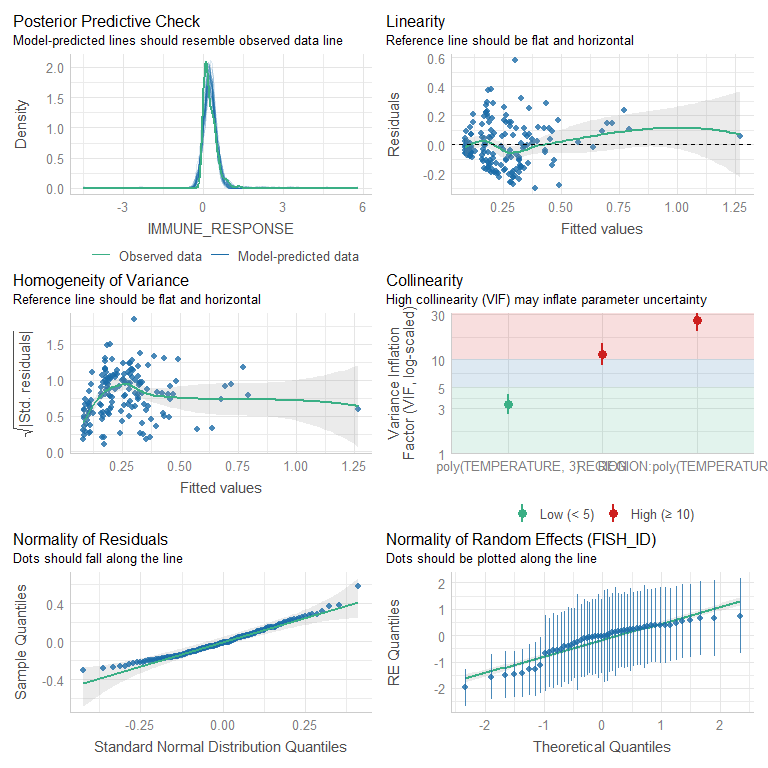 Posterior Predictive Check
Model-predicted lines should resemble observed data line
Density
2.0
1.5
1.0
0.5
0.0
-3
0
3
6
IMMUNE_RESPONSE
Observed data
Model-predicted data
Linearity
Reference line should be flat and horizontal
Residuals
0.6
0.4
0.2
0.0
-0.2
0.25
0.50
0.75
1.00
1.25
Fitted values
Homogeneity of Variance
Reference line should be flat and horizontal
√|Std. residuals|
2.0
1.5
1.0
0.5
0.0
0.25
0.50
0.75
1.00
1.25
Fitted values
Collinearity
High collinearity (VIF) may inflate parameter uncertainty
Variance Inflation
Factor (VIF, log-scaled)
30
10
5
3
1
poly(TEMPERATURE, 3)
REGION
REGION:poly(TEMPERATUR
Low (< 5)
High (≥ 10)
Normality of Residuals
Dots should fall along the line
Sample Quantiles
0.4
0.0
-0.4
-0.25
0.00
0.25
Standard Normal Distribution Quantiles
Normality of Random Effects (FISH_ID)
Dots should be plotted along the line
RE Quantiles
2
1
0
-1
-2
-2
-1
0
1
2
Theoretical Quantiles